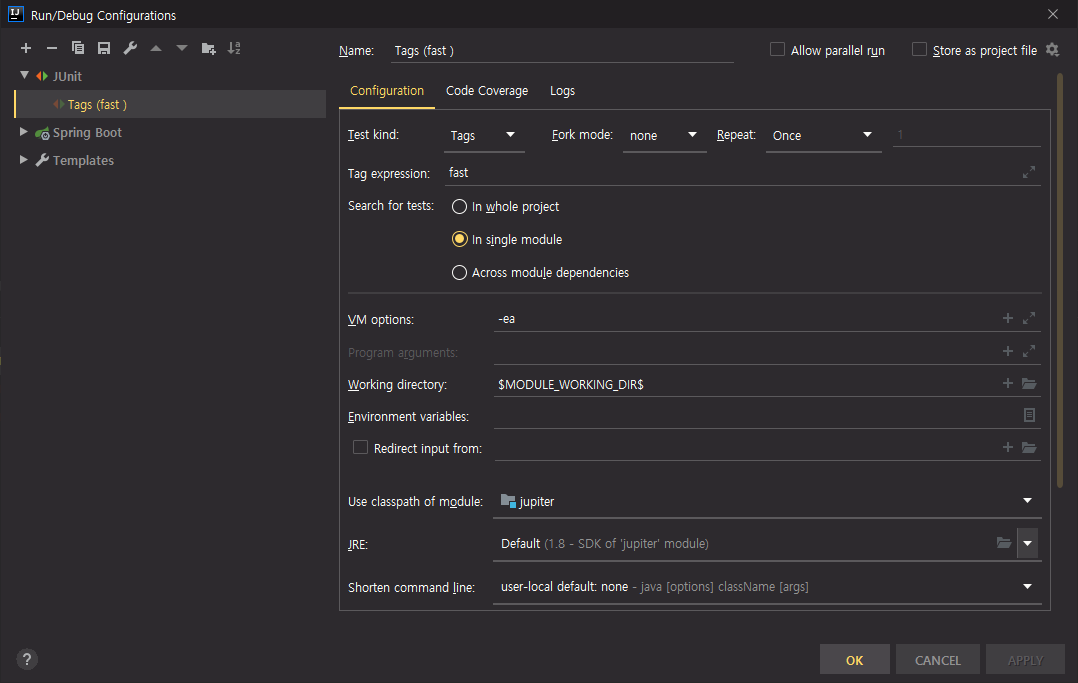 Run/Debug Configurations
Name: Tags (fast ) Allow parallel run Store as project file
JUnit
Tags (fast )
Spring Boot
Templates
Configuration Code Coverage Logs
Test kind: Tags Fork mode: none Repeat: Once 1
Tag expression: fast
Search for tests: In whole project
In single module
Across module dependencies
VM options: -ea
Program arguments:
Working directory: $MODULE_WORKING_DIR$
Environment variables:
Redirect input from:
Use classpath of module: jupiter
JRE: Default (1.8 - SDK of 'jupiter' module)
Shorten command line: user-local default: none - java [options] className [args]
? OK CANCEL APPLY